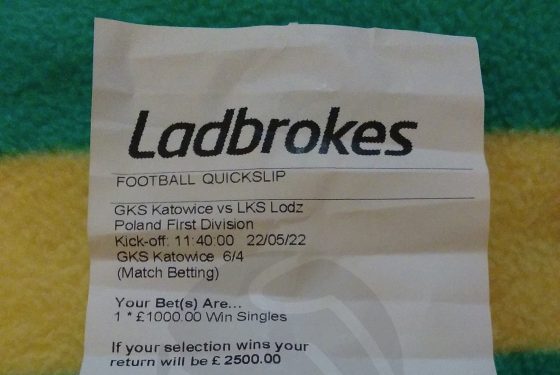 Ladbrokes
FOOTBALL QUICKSLIP
GKS Katowice vs LKS Lodz
Poland First Division
Kick-off: 11:40:00 22/05/22
GKS Katowice 6/4
(Match Betting)
Your Bet(s) Are...
1 * £1000.00 Win Singles
If your selection wins your
return will be £ 2500.00